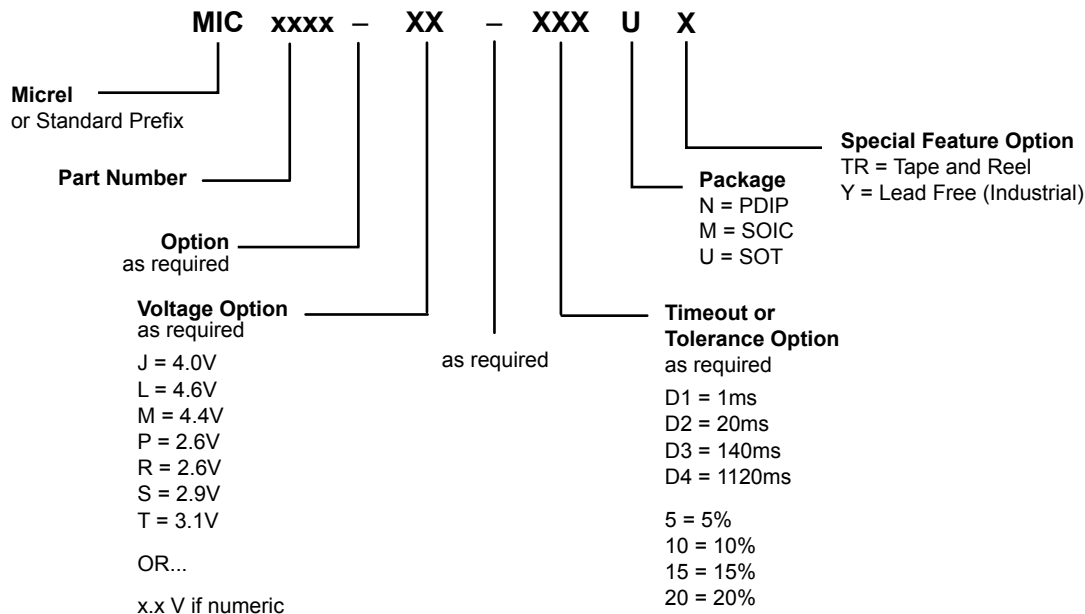 MIC xxxx – XX – XXX U X
Micrel
or Standard Prefix
Part Number
Option
as required
Voltage Option
as required
J = 4.0V
L = 4.6V
M = 4.4V
P = 2.6V
R = 2.6V
S = 2.9V
T = 3.1V
OR...
x.x V if numeric
as required
Timeout or
Tolerance Option
as required
D1 = 1ms
D2 = 20ms
D3 = 140ms
D4 = 1120ms
5 = 5%
10 = 10%
15 = 15%
20 = 20%
Package
N = PDIP
M = SOIC
U = SOT
Special Feature Option
TR = Tape and Reel
Y = Lead Free (Industrial)